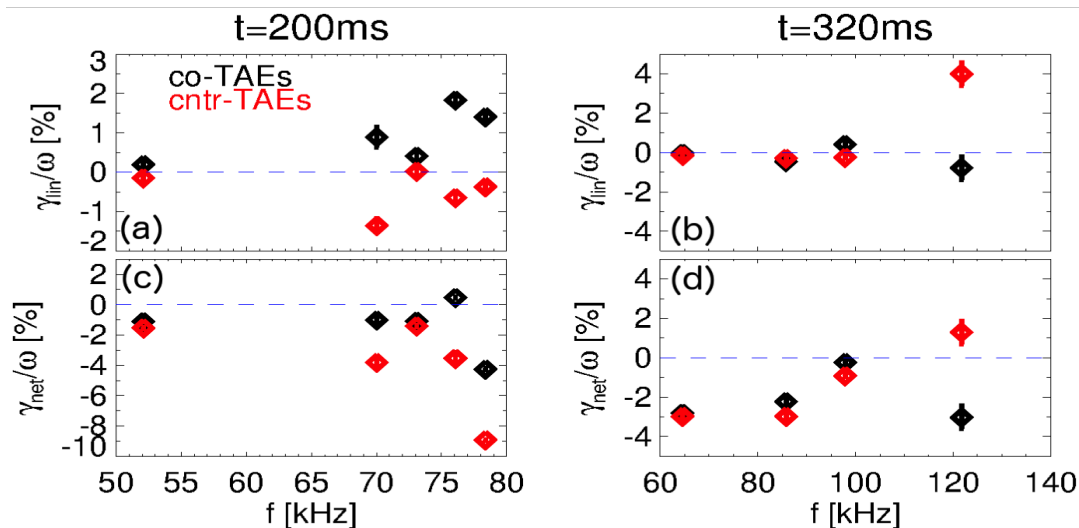 t=200ms
t=320ms
co-TAEs
cntr-TAEs
γlin/ω [%]
3
2
1
0
-1
-2
(a)
γlin/ω [%]
4
2
0
-2
-4
(b)
γnet/ω [%]
2
0
-2
-4
-6
-8
-10
(c)
50 55 60 65 70 75 80
f [kHz]
γnet/ω [%]
4
2
0
-2
-4
(d)
60 80 100 120 140
f [kHz]